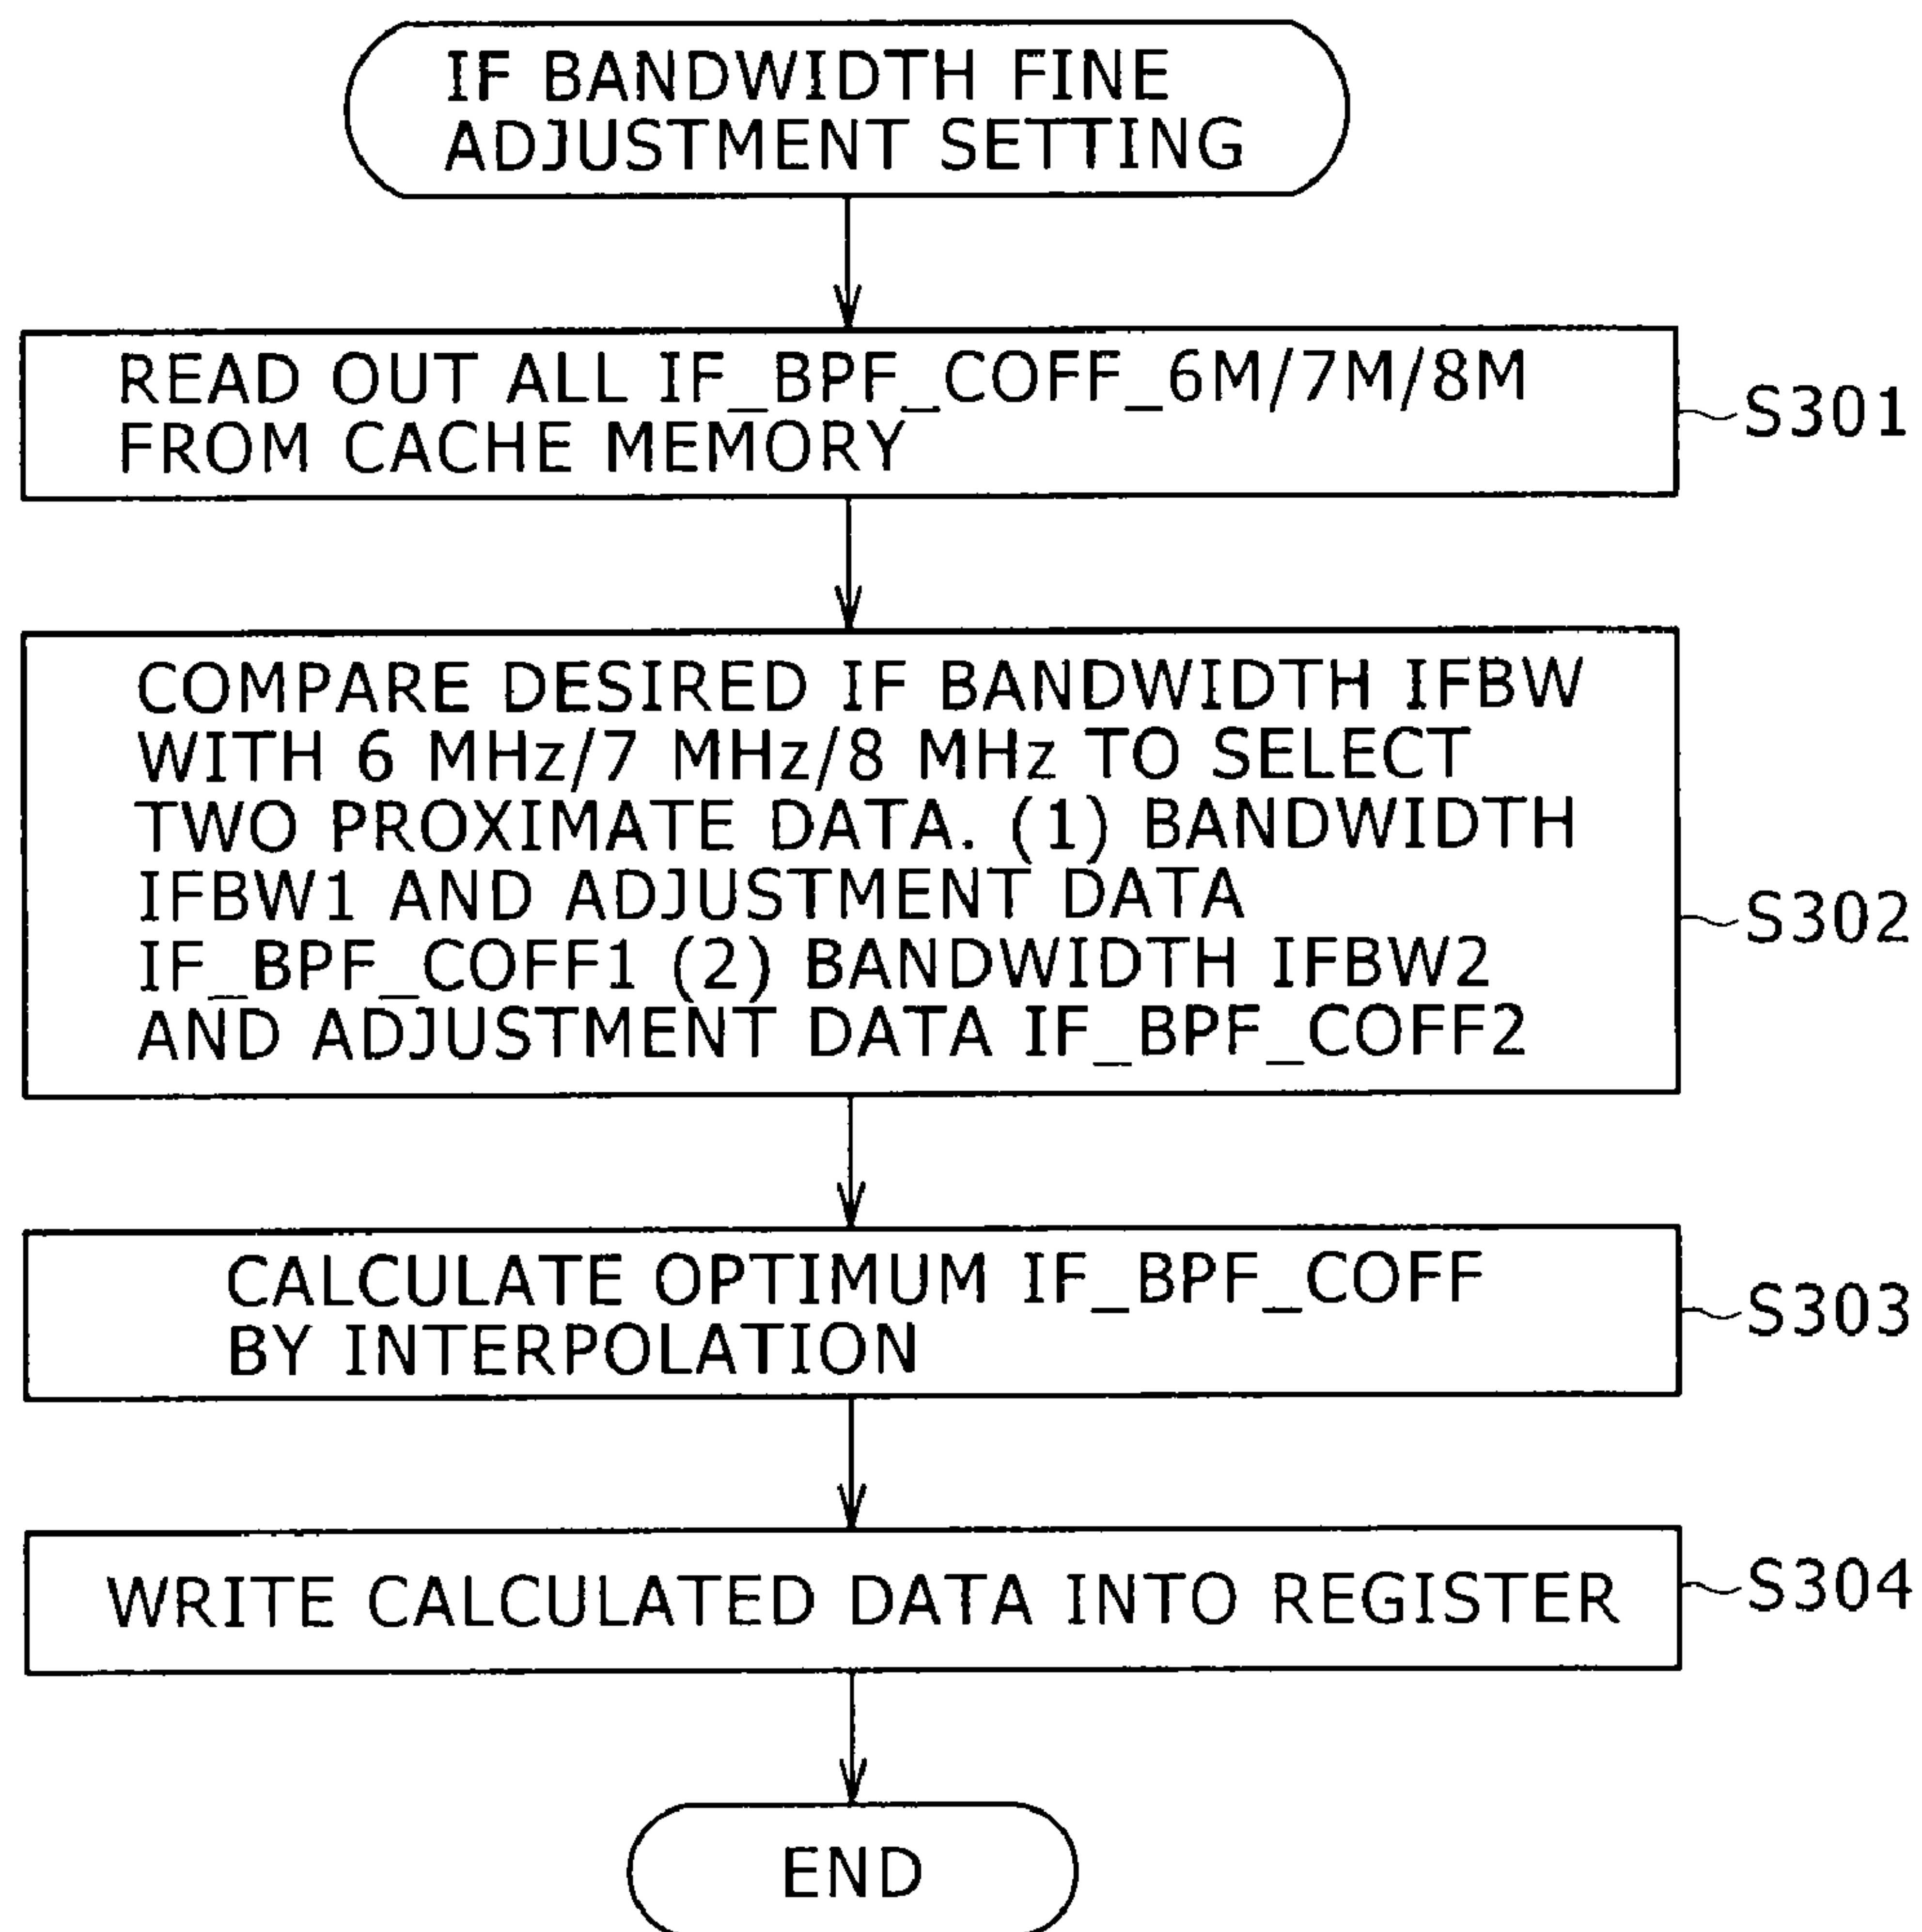 IF BANDWIDTH FINE
ADJUSTMENT SETTING
READ OUT ALL IF_BPF_COFF_6M/7M/8M
FROM CACHE MEMORY
S301
COMPARE DESIRED IF BANDWIDTH IFBW
WITH 6 MHz/7 MHz/8 MHz TO SELECT
TWO PROXIMATE DATA. (1) BANDWIDTH
IFBW1 AND ADJUSTMENT DATA
IF_BPF_COFF1 (2) BANDWIDTH IFBW2
AND ADJUSTMENT DATA IF_BPF_COFF2
S302
CALCULATE OPTIMUM IF_BPF_COFF
BY INTERPOLATION
S303
WRITE CALCULATED DATA INTO REGISTER
S304
END